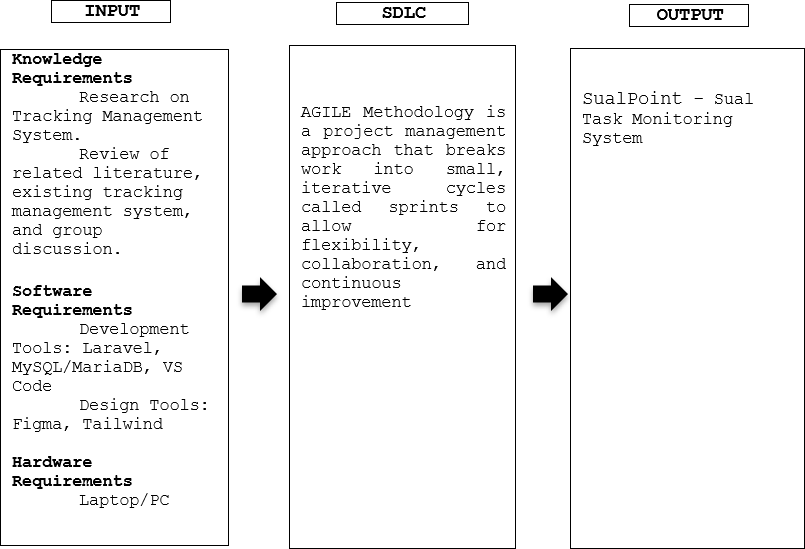 INPUT
Knowledge
Requirements
Research on
Tracking Management
System.
Review of
related literature,
existing tracking
management system,
and group
discussion.
Software
Requirements
Development
Tools: Laravel,
MySQL/MariaDB, VS
Code
Design Tools:
Figma, Tailwind
Hardware
Requirements
Laptop/PC
SDLC
AGILE Methodology is
a project management
approach that breaks
work into small,
iterative cycles
called sprints to
allow for
flexibility,
collaboration, and
continuous
improvement
OUTPUT
SualPoint – Sual
Task Monitoring
System